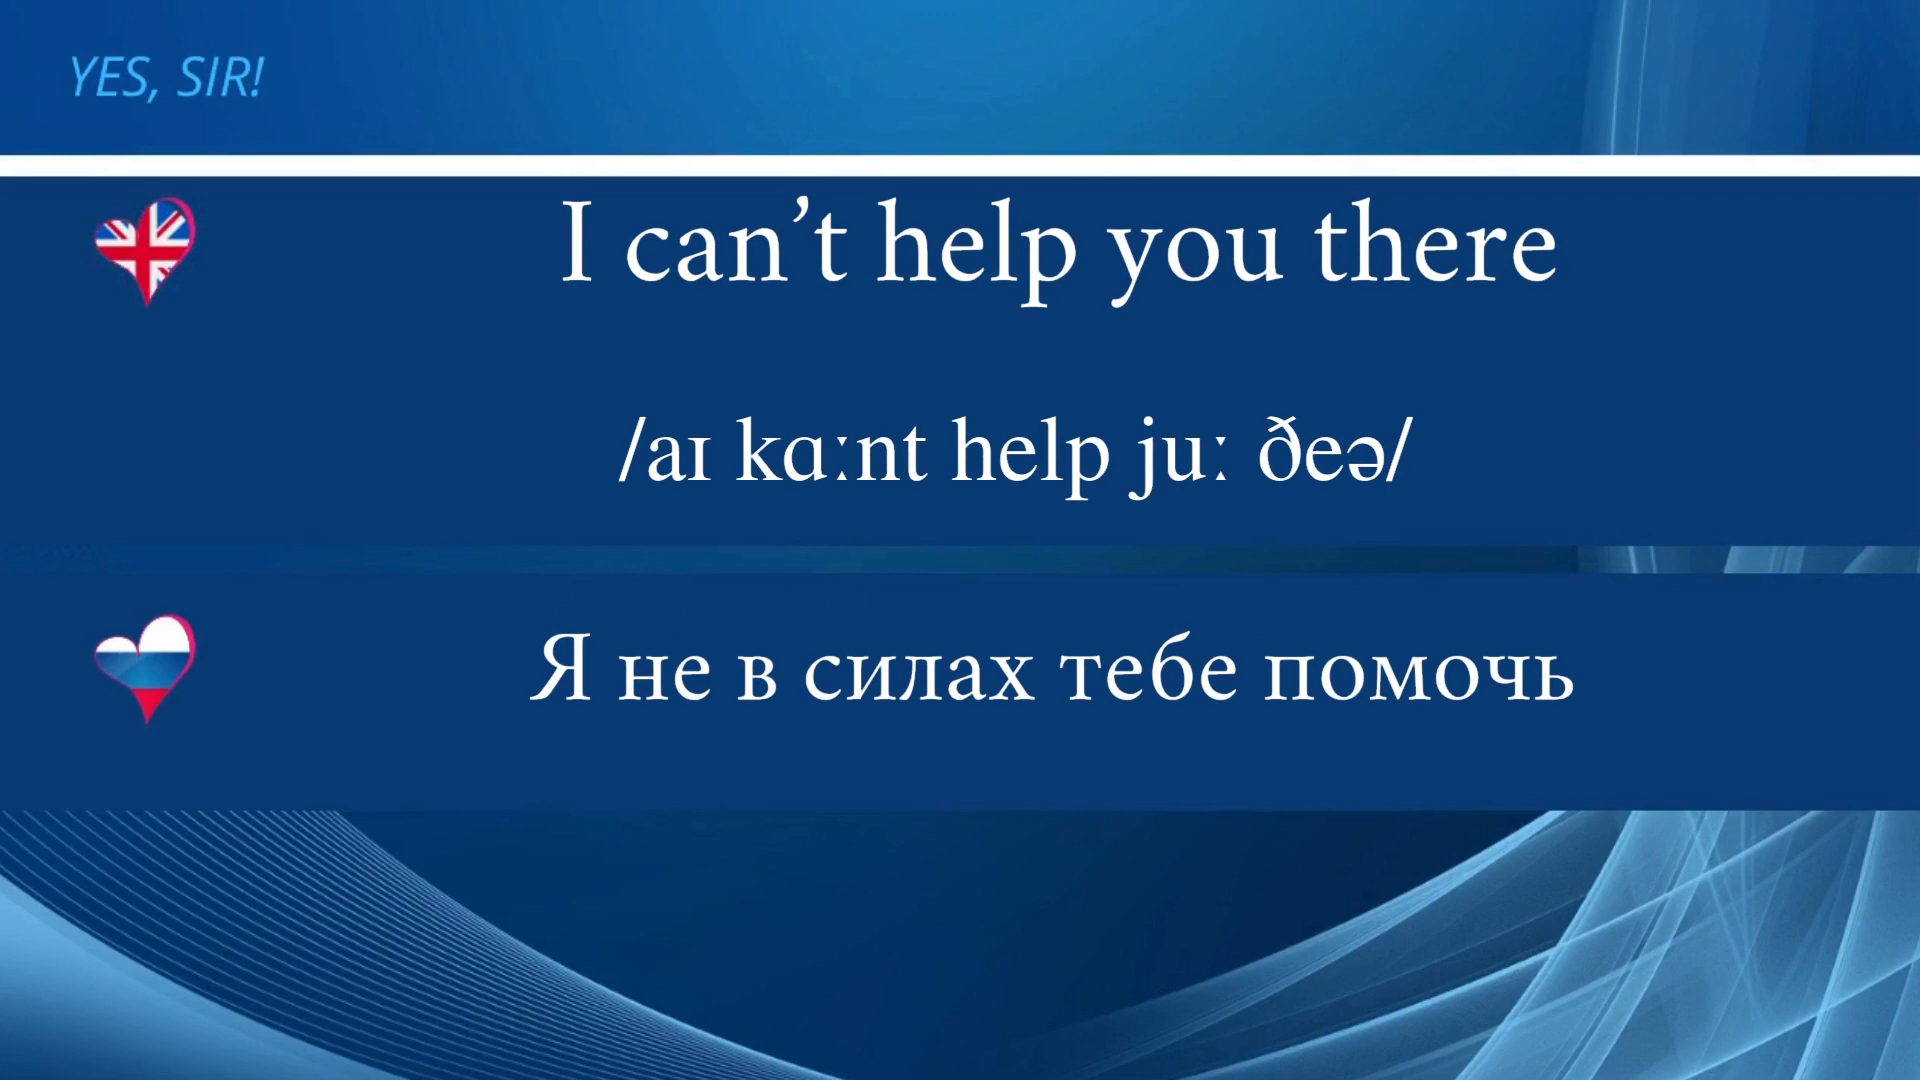 YES, SIR!
I can’t help you there
/aɪ kɑːnt help juː ðeə/
Я не в силах тебе помочь